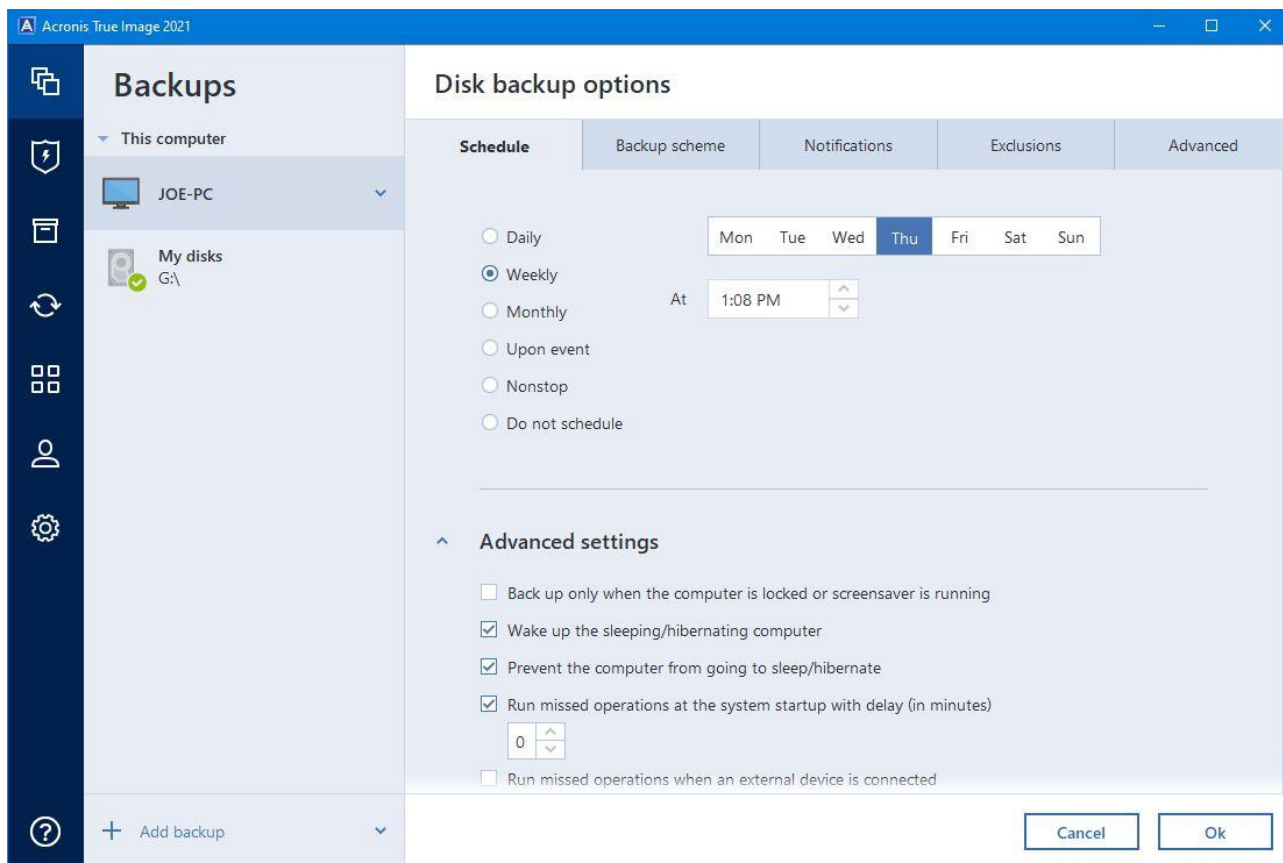 Acronis True Image 2021
Backups
This computer
JOE-PC
My disks
G:\
Add backup
Disk backup options
Schedule Backup scheme Notifications Exclusions Advanced
Daily
Weekly
Monthly
Upon event
Nonstop
Do not schedule
Mon Tue Wed Thu Fri Sat Sun
At 1:08 PM
Advanced settings
Back up only when the computer is locked or screensaver is running
Wake up the sleeping/hibernating computer
Prevent the computer from going to sleep/hibernate
Run missed operations at the system startup with delay (in minutes)
0
Run missed operations when an external device is connected
Cancel Ok